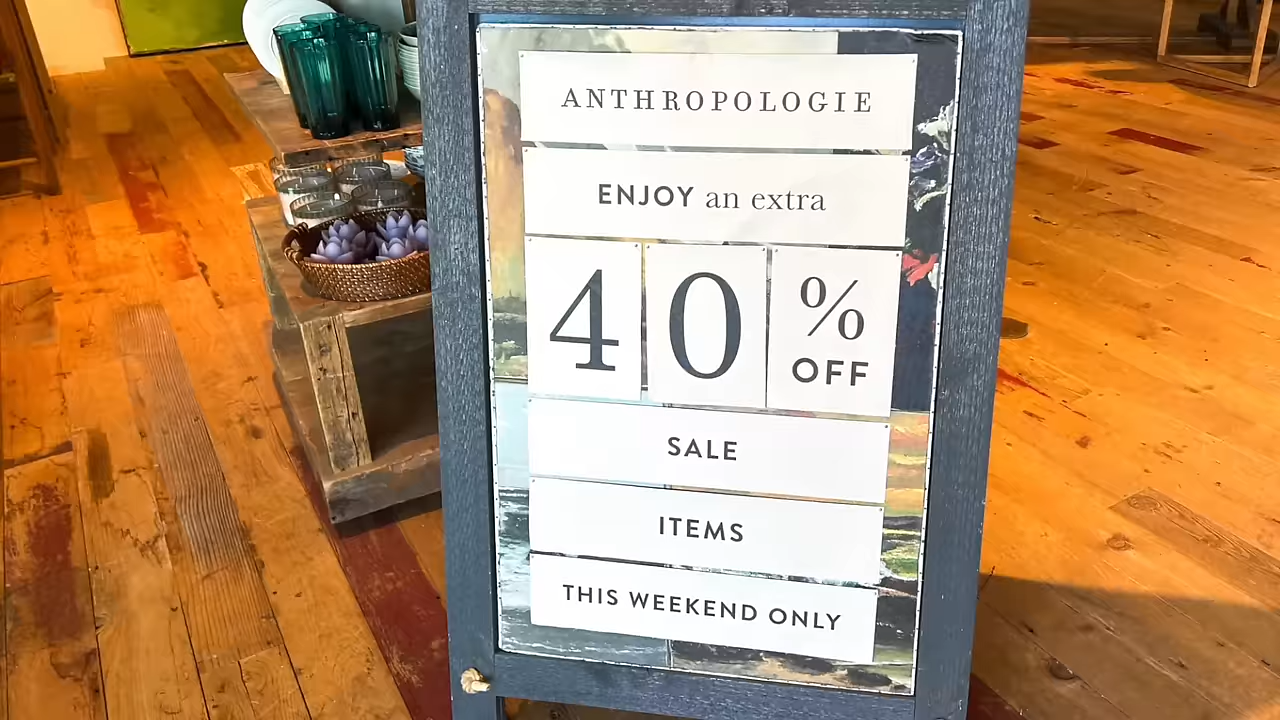 ANTHROPOLOGIE
ENJOY an extra
40% OFF
SALE
ITEMS
THIS WEEKEND ONLY